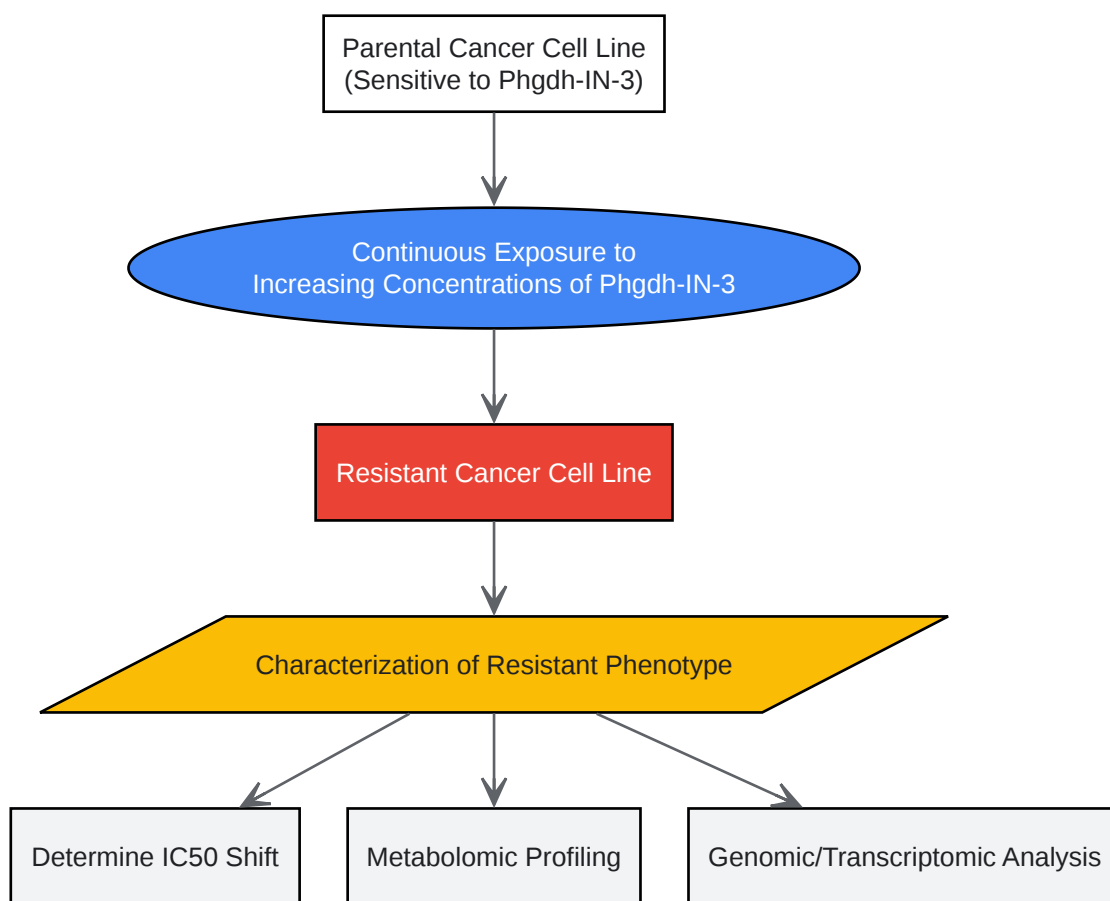 Parental Cancer Cell Line
(Sensitive to Phgdh-IN-3)
Continuous Exposure to
Increasing Concentrations of Phgdh-IN-3
Resistant Cancer Cell Line
Characterization of Resistant Phenotype
Determine IC50 Shift
Metabolomic Profiling
Genomic/Transcriptomic Analysis